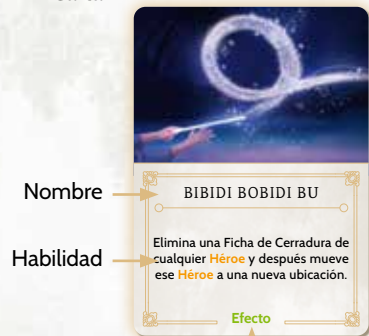 Nombre
BIBIDI BOBIDI BU
Habilidad
Elimina una Ficha de Cerradura de
cualquier Héroe y después mueve
ese Héroe a una nueva ubicación.
Efecto